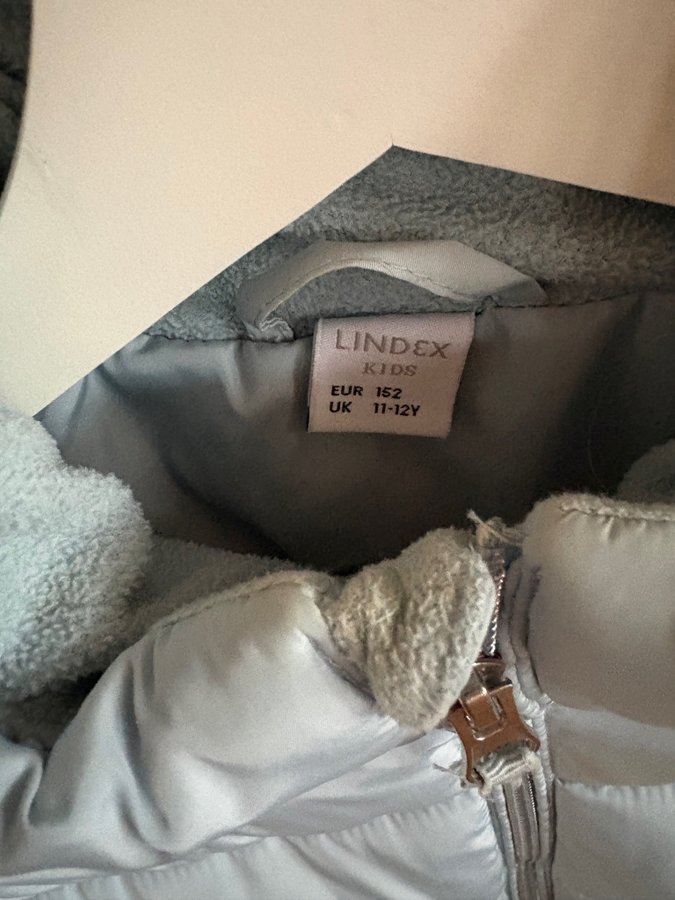 LINDEX
KIDS
EUR 152
UK 11-12Y